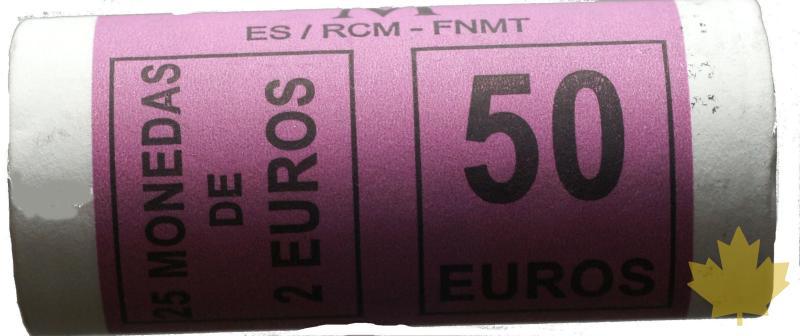 ES / RCM - FNMT
25 MONEDAS
DE
2 EUROS
50
EUROS